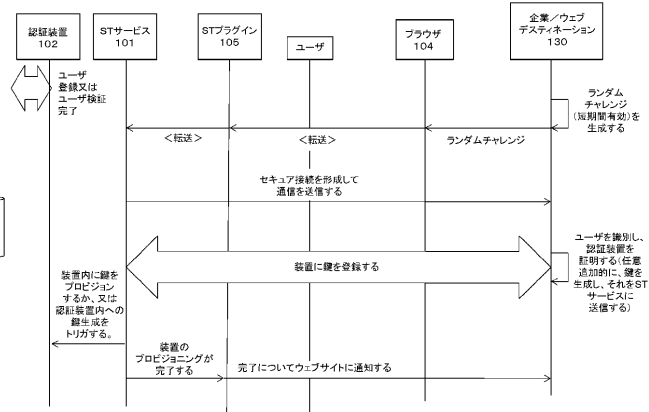 認証装置
102
STサービス
101
STプラグイン
105
ユーザ
ブラウザ
104
企業／ウェブ
デスティネーション
130
ユーザ
登録又は
ユーザ検証
完了
ランダム
チャレンジ
（短期間有効）を
生成する
＜転送＞
＜転送＞
ランダムチャレンジ
セキュア接続を形成して
通信を送信する
装置に鍵を登録する
ユーザを識別し、
認証装置を
証明する（任意
追加的に、鍵を
生成し、それをST
サービスに
送信する）
装置内に鍵を
プロビジョン
するか、又は
認証装置内への
鍵生成を
トリガする。
装置の
プロビジョニングが
完了する
完了についてウェブサイトに通知する